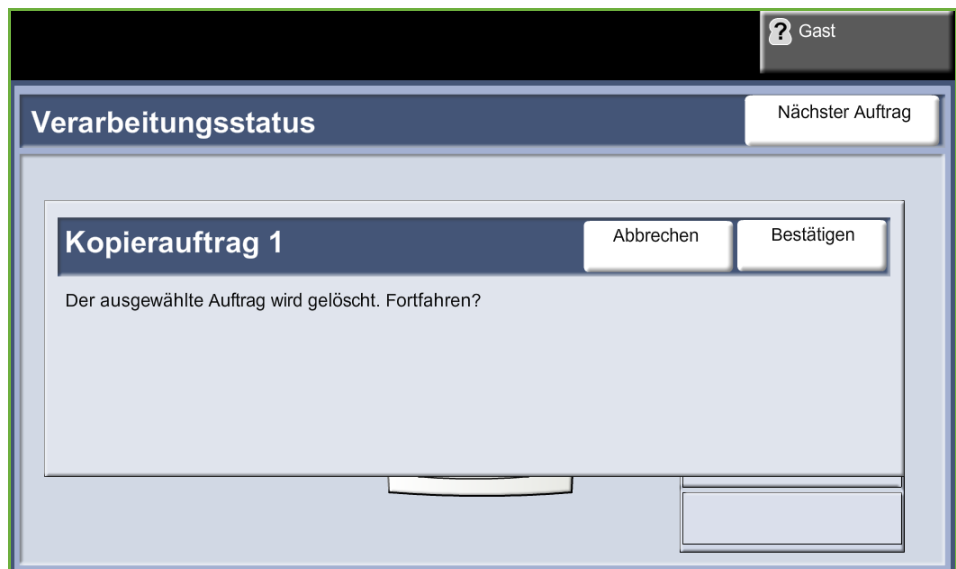 Gast
Verarbeitungsstatus
Nächster Auftrag
Kopierauftrag 1
Abbrechen
Bestätigen
Der ausgewählte Auftrag wird gelöscht. Fortfahren?